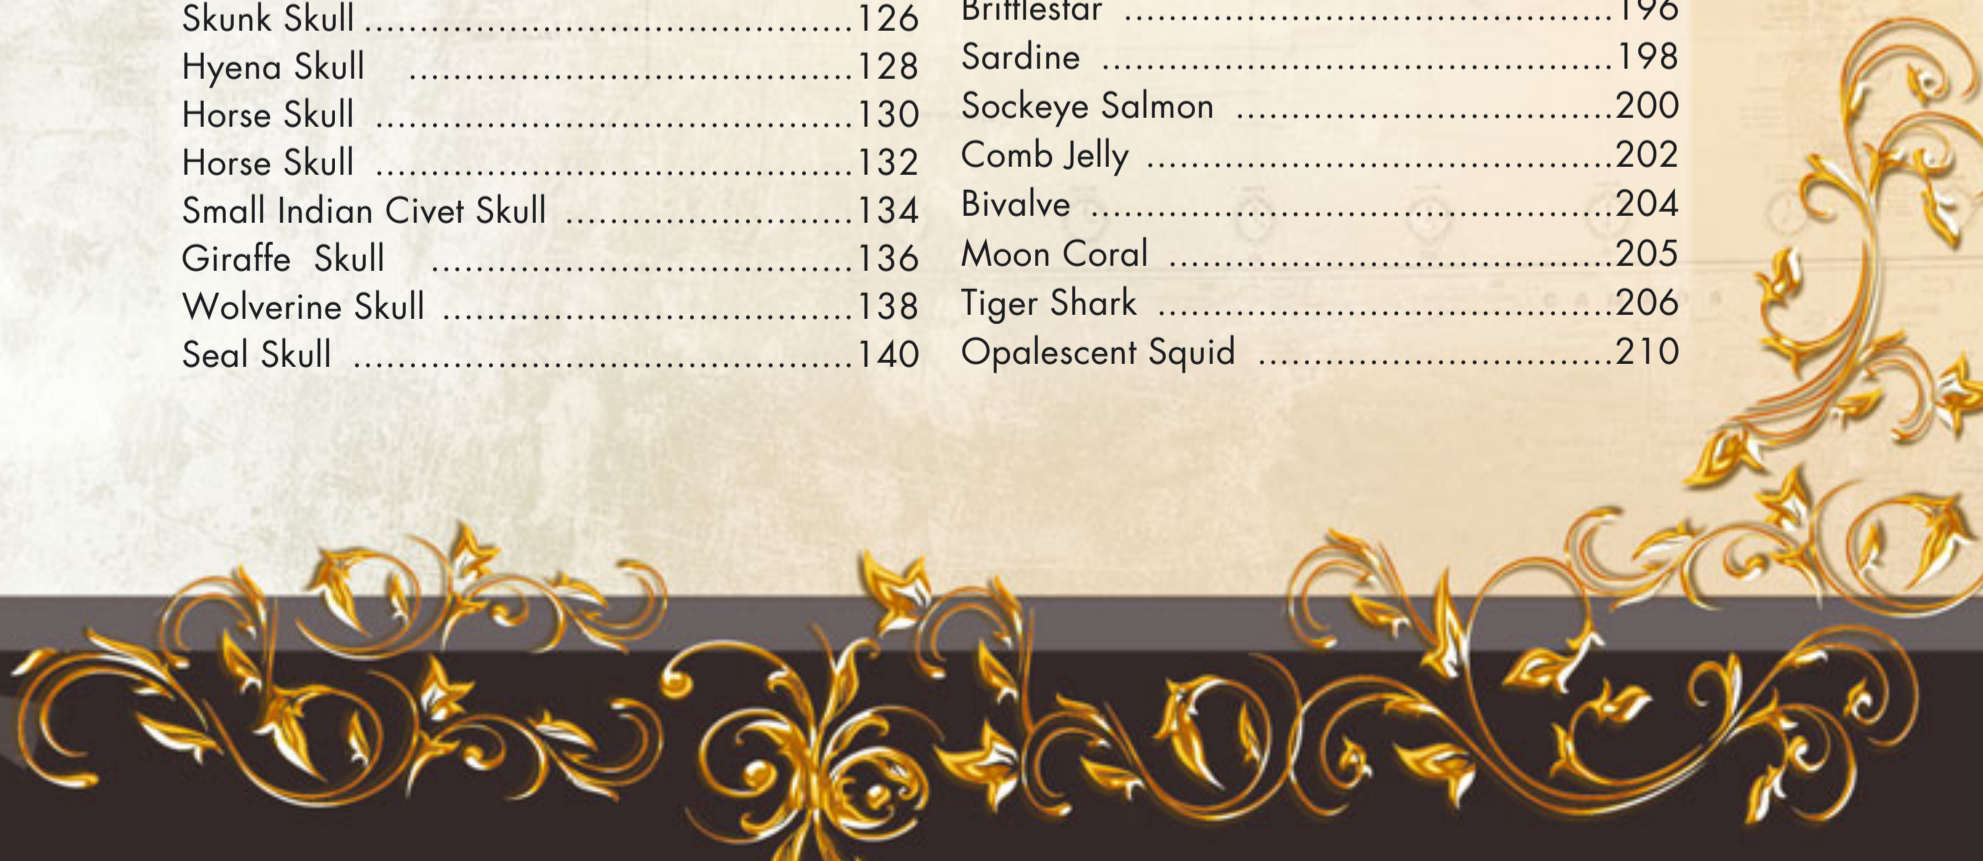 Skunk Skull ........................................................126
Hyena Skull ..................................................128
Horse Skull ......................................................130
Horse Skull ......................................................132
Small Indian Civet Skull ................................134
Giraffe Skull ................................................136
Wolverine Skull ..............................................138
Seal Skull ........................................................140
Brittlestar ........................................................196
Sardine ..........................................................198
Sockeye Salmon ............................................200
Comb Jelly ......................................................202
Bivalve ............................................................204
Moon Coral ....................................................205
Tiger Shark ....................................................206
Opalescent Squid ........................................210